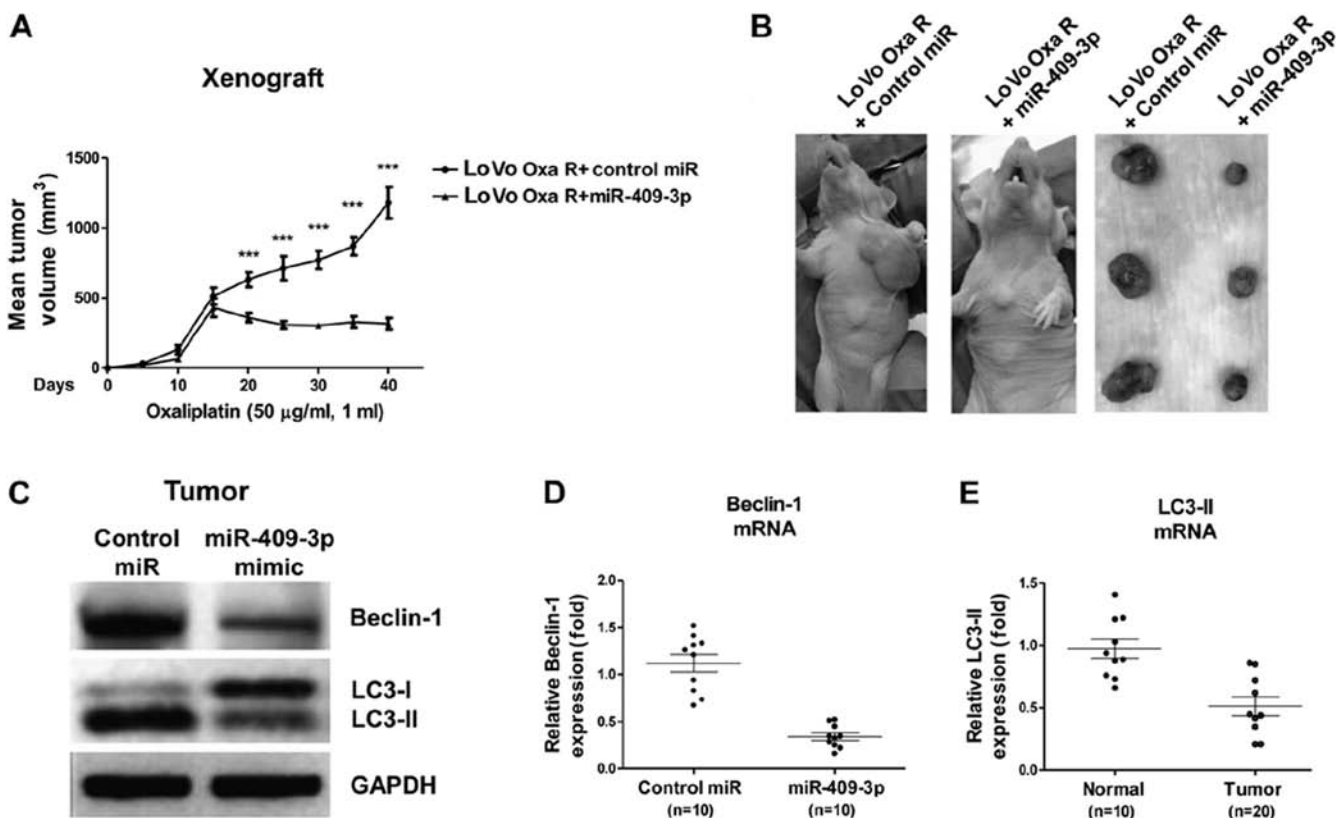 A
Xenograft
Mean tumor
volume (mm³)
1500
1000
500
0
***
***
***
***
***
LoVo Oxa R+control miR
LoVo Oxa R+miR-409-3p
Days
0
10
20
30
40
Oxaliplatin (50 µg/ml, 1 ml)
B
LoVo Oxa R
+ Control miR
LoVo Oxa R
+ miR-409-3p
LoVo Oxa R
+ Control miR
LoVo Oxa R
+ miR-409-3p
C
Tumor
Control
miR
miR-409-3p
mimic
Beclin-1
LC3-I
LC3-II
GAPDH
D
Beclin-1
mRNA
Relative Beclin-1
expression (fold)
2.0
1.5
1.0
0.5
0.0
Control miR
(n=10)
miR-409-3p
(n=10)
E
LC3-II
mRNA
Relative LC3-II
expression (fold)
1.5
1.0
0.5
0.0
Normal
(n=10)
Tumor
(n=20)